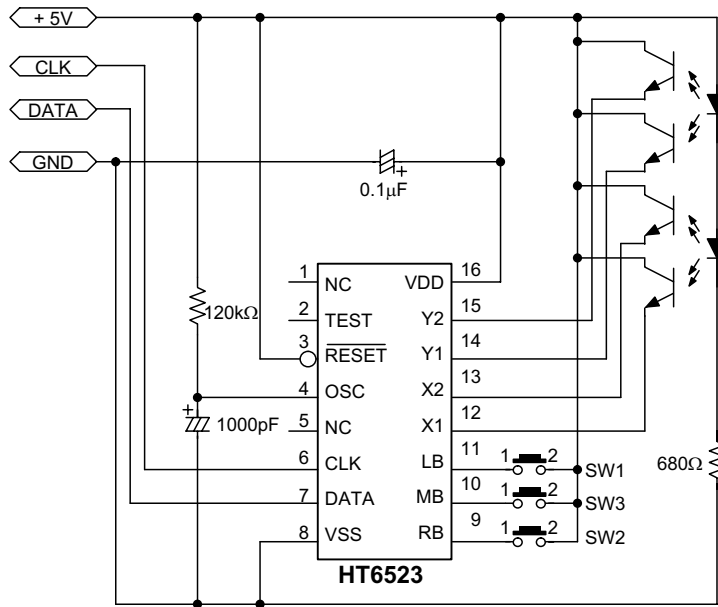 + 5V
CLK
DATA
GND
0.1μF
120kΩ
1000pF
680Ω
1 NC VDD 16
2 TEST Y2 15
3 RESET Y1 14
4 OSC X2 13
5 NC X1 12
6 CLK LB 11
7 DATA MB 10
8 VSS RB 9
1 2 SW1
1 2 SW3
1 2 SW2
+
+
HT6523